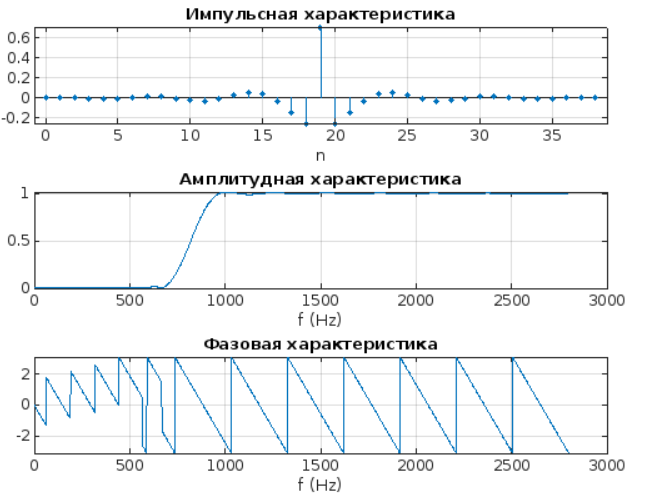 Импульсная характеристика
0.6
0.4
0.2
0
-0.2
0 5 10 15 20 25 30 35
n
Амплитудная характеристика
1
0.5
0
0 500 1000 1500 2000 2500 3000
f (Hz)
Фазовая характеристика
2
0
-2
0 500 1000 1500 2000 2500 3000
f (Hz)